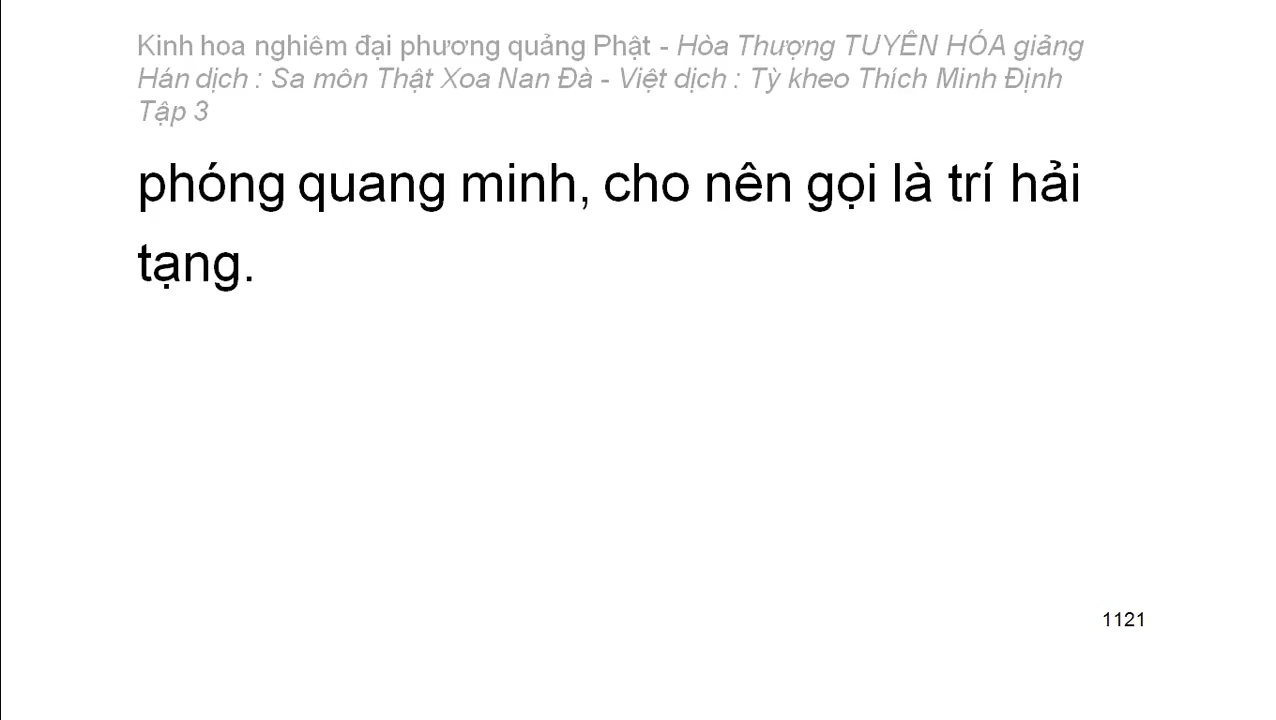 Kinh hoa nghiêm đại phương quảng Phật - Hòa Thượng TUYÊN HÓA giảng
Hán dịch : Sa môn Thật Xoa Nan Đà - Việt dịch : Tỳ kheo Thích Minh Định
Tập 3
phóng quang minh, cho nên gọi là trí hải
tạng.
1121